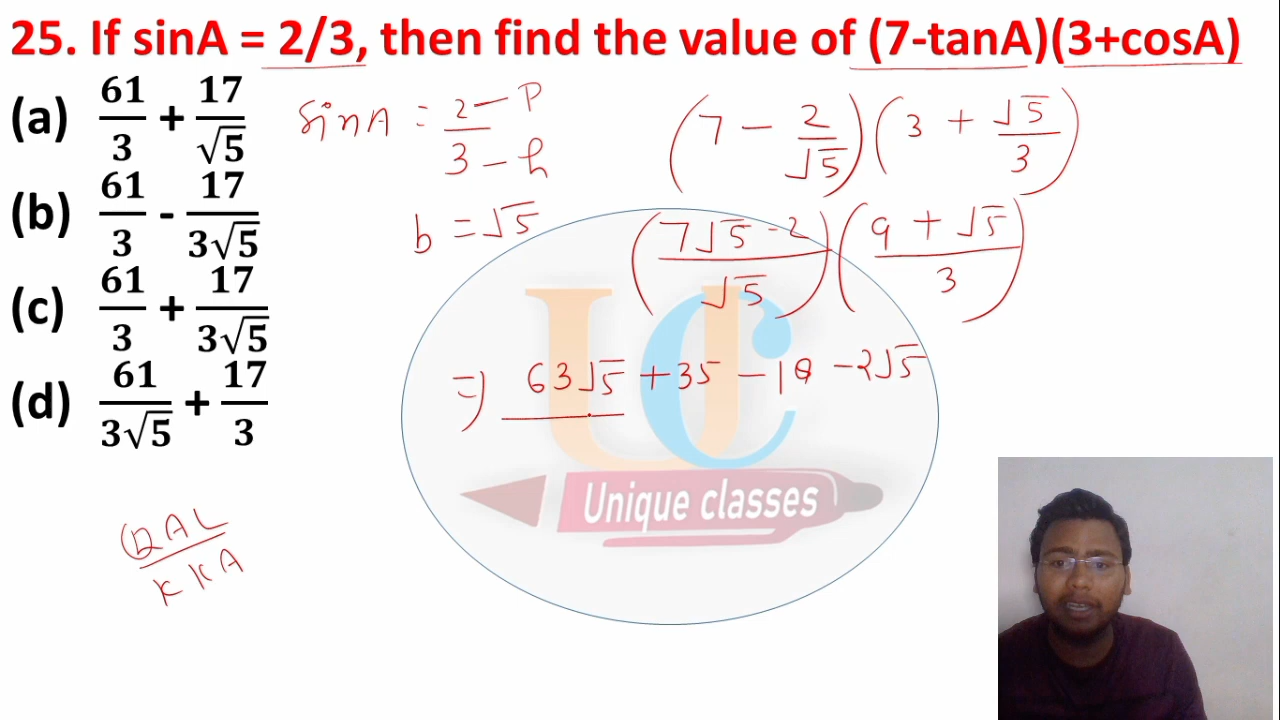 25. If sinA = 2/3, then find the value of (7-tanA)(3+cosA)
(a) 61/3 + 17/√5
(b) 61/3 - 17/3√5
(c) 61/3 + 17/3√5
(d) 61/3√5 + 17/3
sinA = 2 - P / 3 - h
b = √5
(7 - 2/√5) (3 + √5/3)
(7√5 - 2 / √5) (9 + √5 / 3)
⇒ 63√5 + 35 - 18 - 2√5
UC
Unique classes
KKA